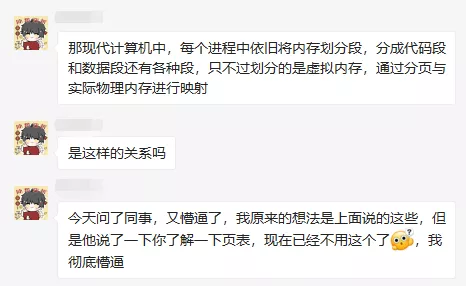 那现代计算机中，每个进程中依旧将内存划分段，分成代码段
和数据段还有各种段，只不过划分的是虚拟内存，通过分页与
实际物理内存进行映射
是这样的关系吗
今天问了同事，又懵逼了，我原来的想法是上面说的这些，但
是他说了一下你了解一下页表，现在已经不用这个了，我
彻底懵逼